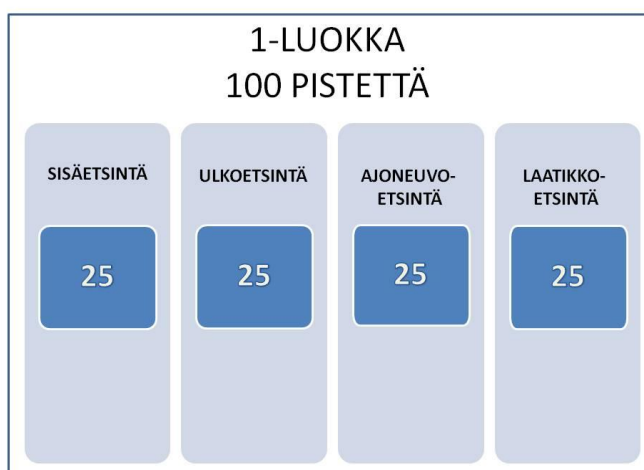 1-LUOKKA
100 PISTETTÄ
SISÄETSINTÄ
25
ULKOETSINTÄ
25
AJONEUVO-
ETSINTÄ
25
LAATIKKO-
ETSINTÄ
25